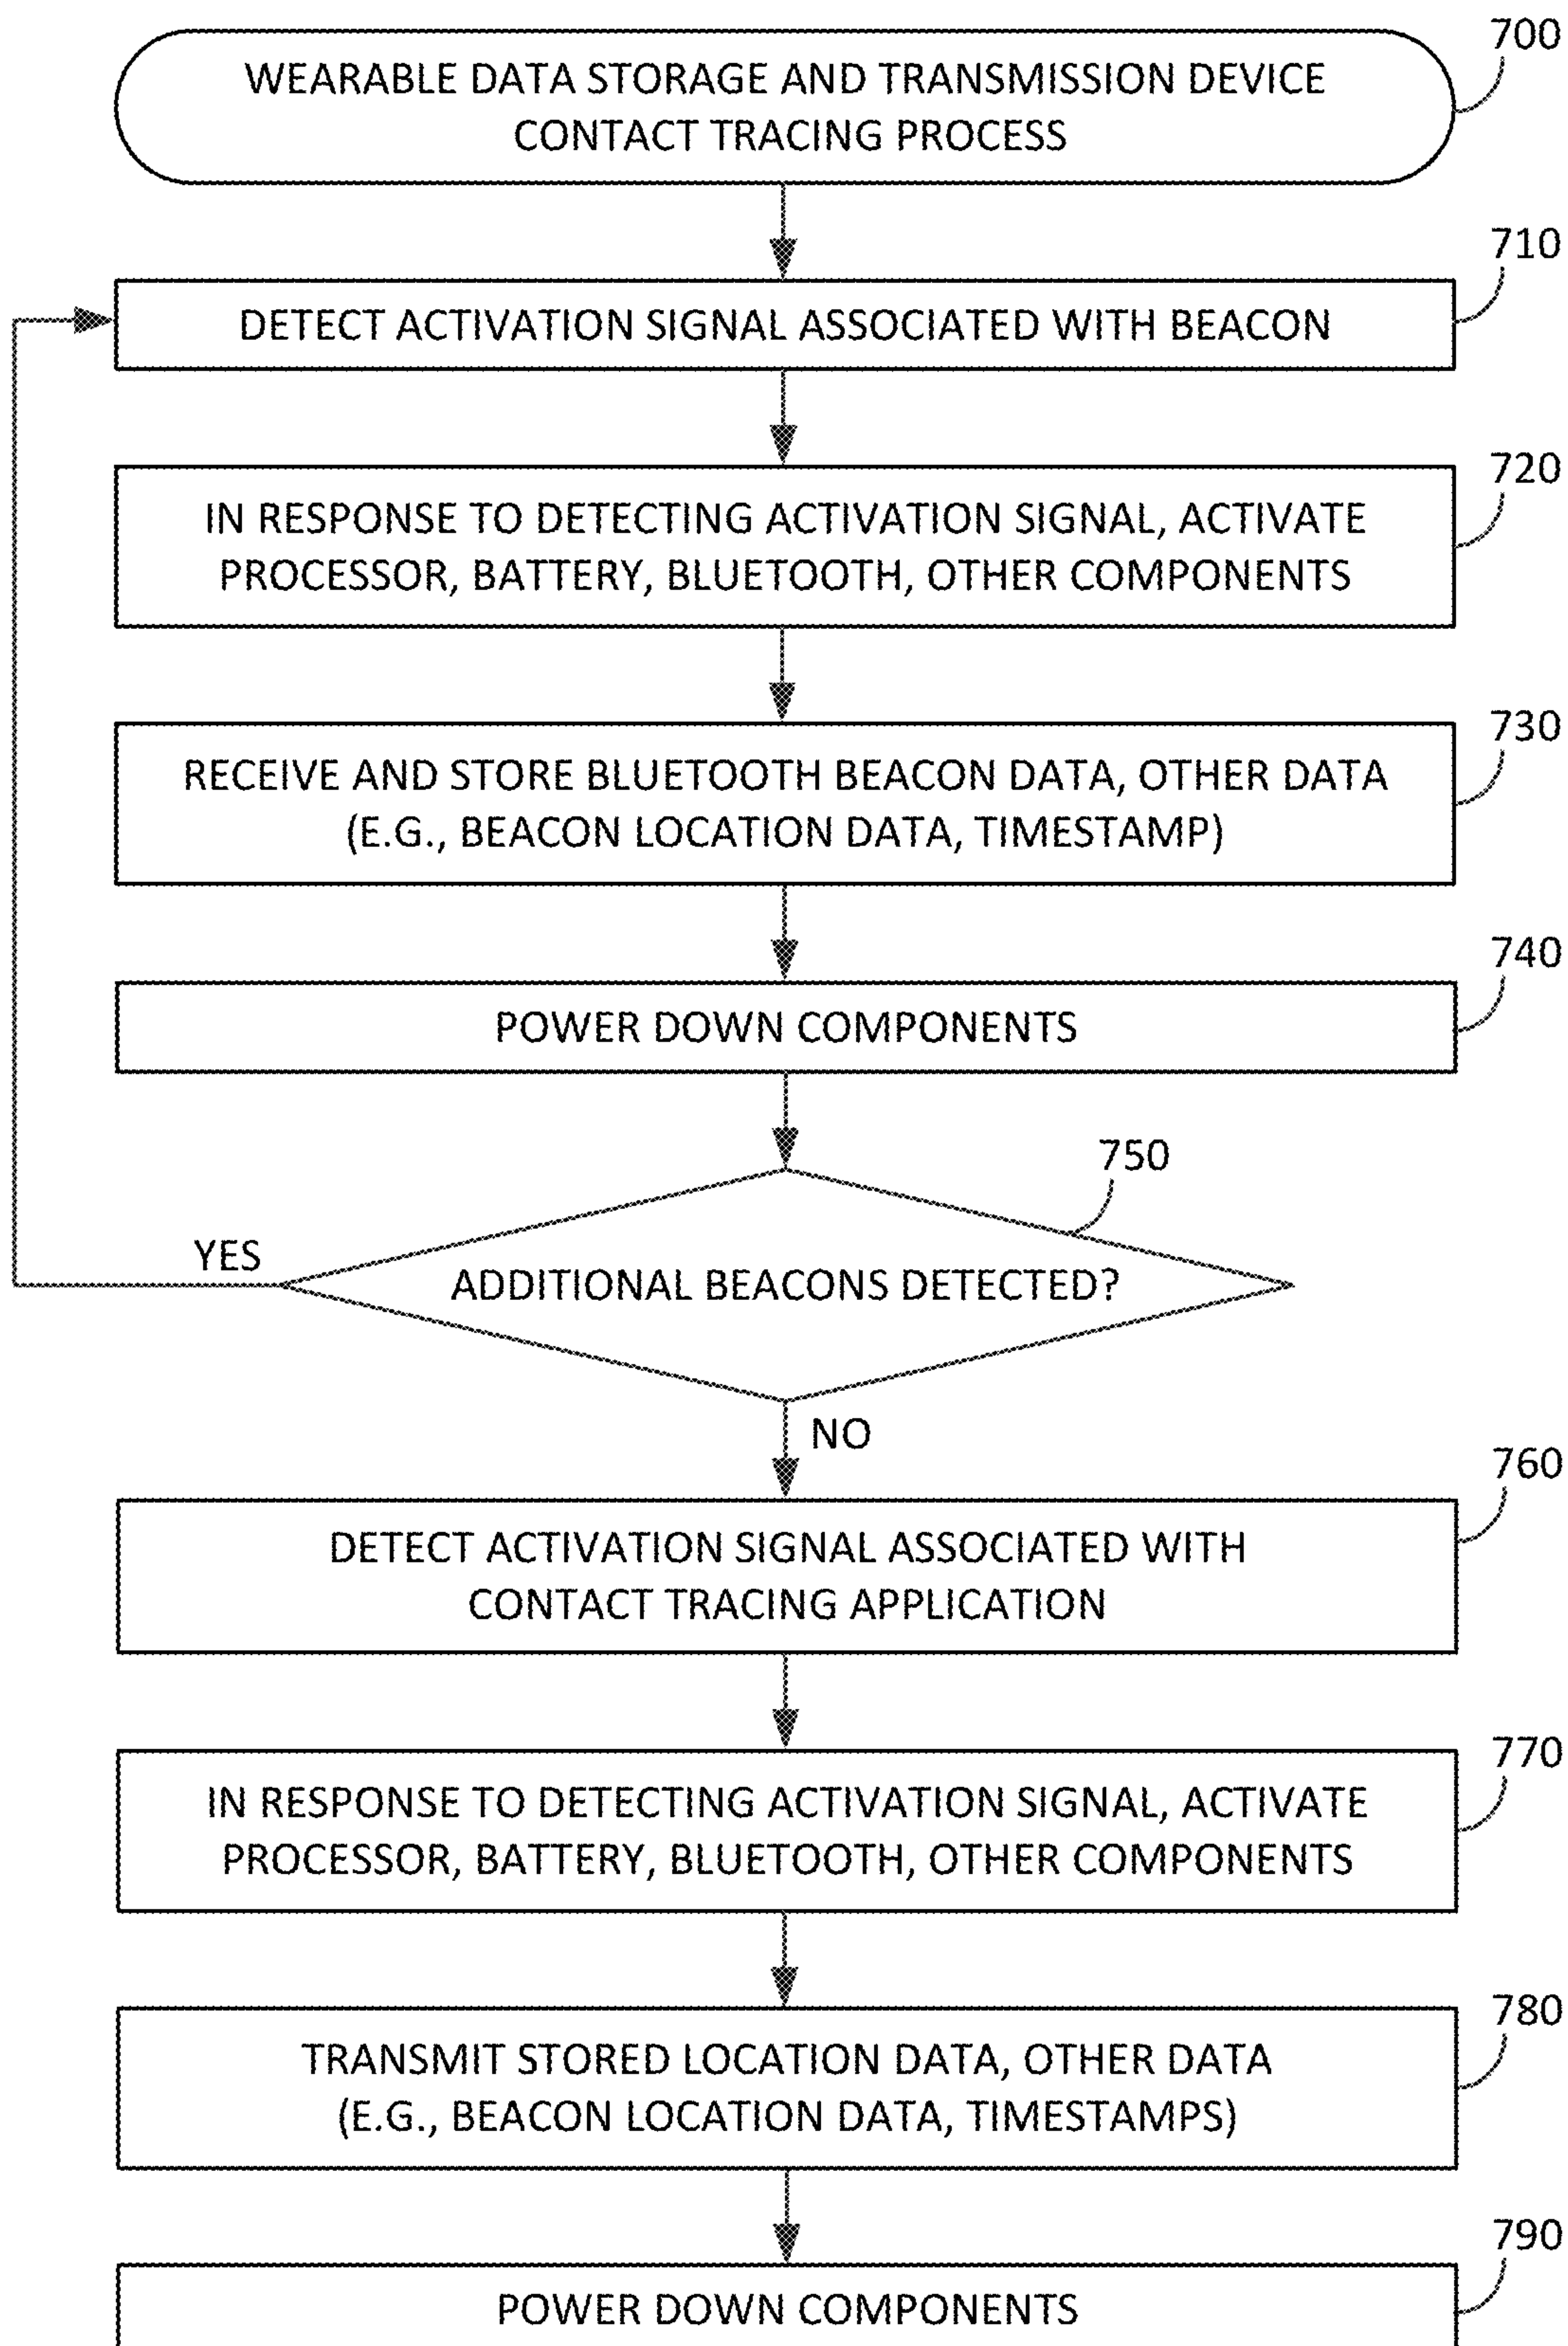 700
WEARABLE DATA STORAGE AND TRANSMISSION DEVICE
CONTACT TRACING PROCESS
710
DETECT ACTIVATION SIGNAL ASSOCIATED WITH BEACON
720
IN RESPONSE TO DETECTING ACTIVATION SIGNAL, ACTIVATE
PROCESSOR, BATTERY, BLUETOOTH, OTHER COMPONENTS
730
RECEIVE AND STORE BLUETOOTH BEACON DATA, OTHER DATA
(E.G., BEACON LOCATION DATA, TIMESTAMP)
740
POWER DOWN COMPONENTS
750
YES
ADDITIONAL BEACONS DETECTED?
NO
760
DETECT ACTIVATION SIGNAL ASSOCIATED WITH
CONTACT TRACING APPLICATION
770
IN RESPONSE TO DETECTING ACTIVATION SIGNAL, ACTIVATE
PROCESSOR, BATTERY, BLUETOOTH, OTHER COMPONENTS
780
TRANSMIT STORED LOCATION DATA, OTHER DATA
(E.G., BEACON LOCATION DATA, TIMESTAMPS)
790
POWER DOWN COMPONENTS